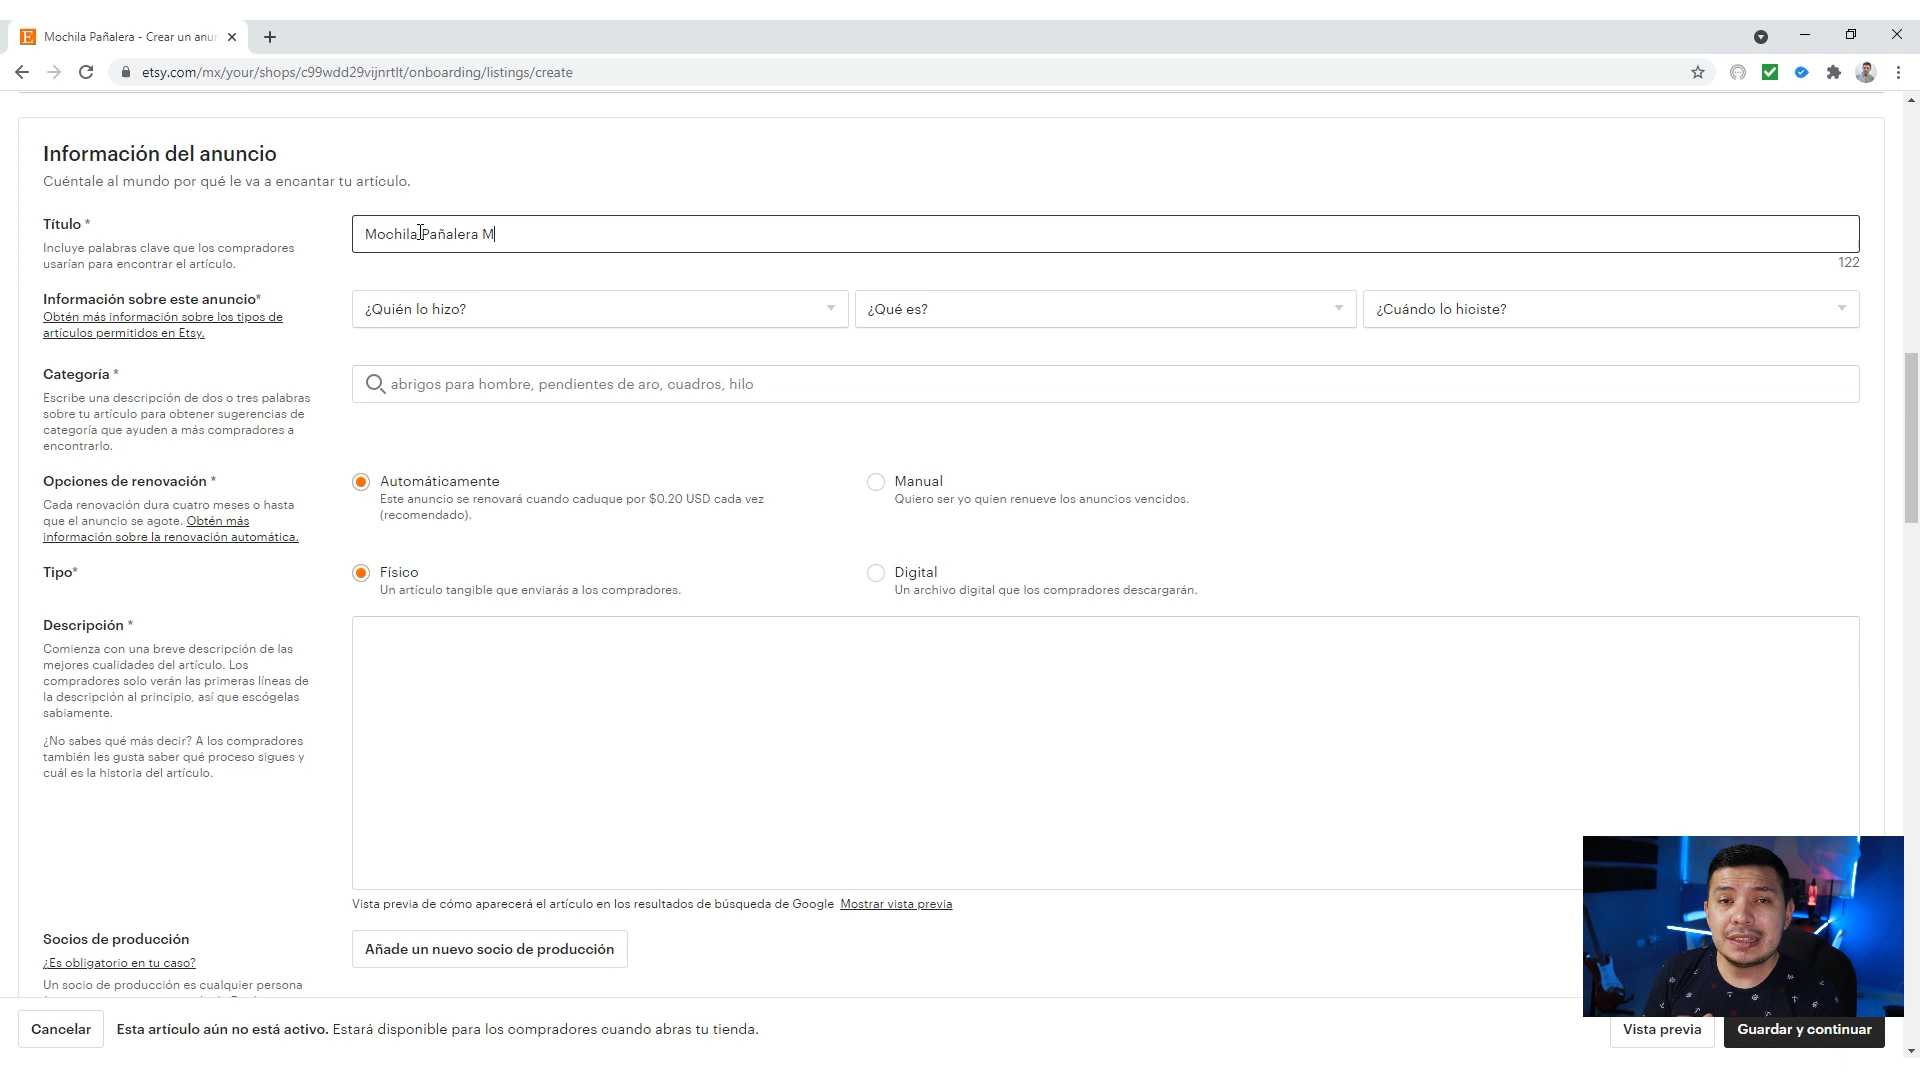 Mochila Pañalera - Crear un anun
etsy.com/mx/your/shops/c99wdd29vijnrtlt/onboarding/listings/create
Información del anuncio
Cuéntale al mundo por qué le va a encantar tu artículo.
Título *
Incluye palabras clave que los compradores
usarían para encontrar el artículo.
Mochila Pañalera M
122
Información sobre este anuncio*
Obtén más información sobre los tipos de
artículos permitidos en Etsy.
¿Quién lo hizo?
¿Qué es?
¿Cuándo lo hiciste?
Categoría *
Escribe una descripción de dos o tres palabras
sobre tu artículo para obtener sugerencias de
categoría que ayuden a más compradores a
encontrarlo.
abrigos para hombre, pendientes de aro, cuadros, hilo
Opciones de renovación *
Cada renovación dura cuatro meses o hasta
que el anuncio se agote. Obtén más
información sobre la renovación automática.
Automáticamente
Este anuncio se renovará cuando caduque por $0.20 USD cada vez
(recomendado).
Manual
Quiero ser yo quien renueve los anuncios vencidos.
Tipo*
Físico
Un artículo tangible que enviarás a los compradores.
Digital
Un archivo digital que los compradores descargarán.
Descripción *
Comienza con una breve descripción de las
mejores cualidades del artículo. Los
compradores solo verán las primeras líneas de
la descripción al principio, así que escógelas
sabiamente.
¿No sabes qué más decir? A los compradores
también les gusta saber qué proceso sigues y
cuál es la historia del artículo.
Vista previa de cómo aparecerá el artículo en los resultados de búsqueda de Google Mostrar vista previa
Socios de producción
¿Es obligatorio en tu caso?
Un socio de producción es cualquier persona
Añade un nuevo socio de producción
Cancelar
Esta artículo aún no está activo. Estará disponible para los compradores cuando abras tu tienda.
Vista previa
Guardar y continuar